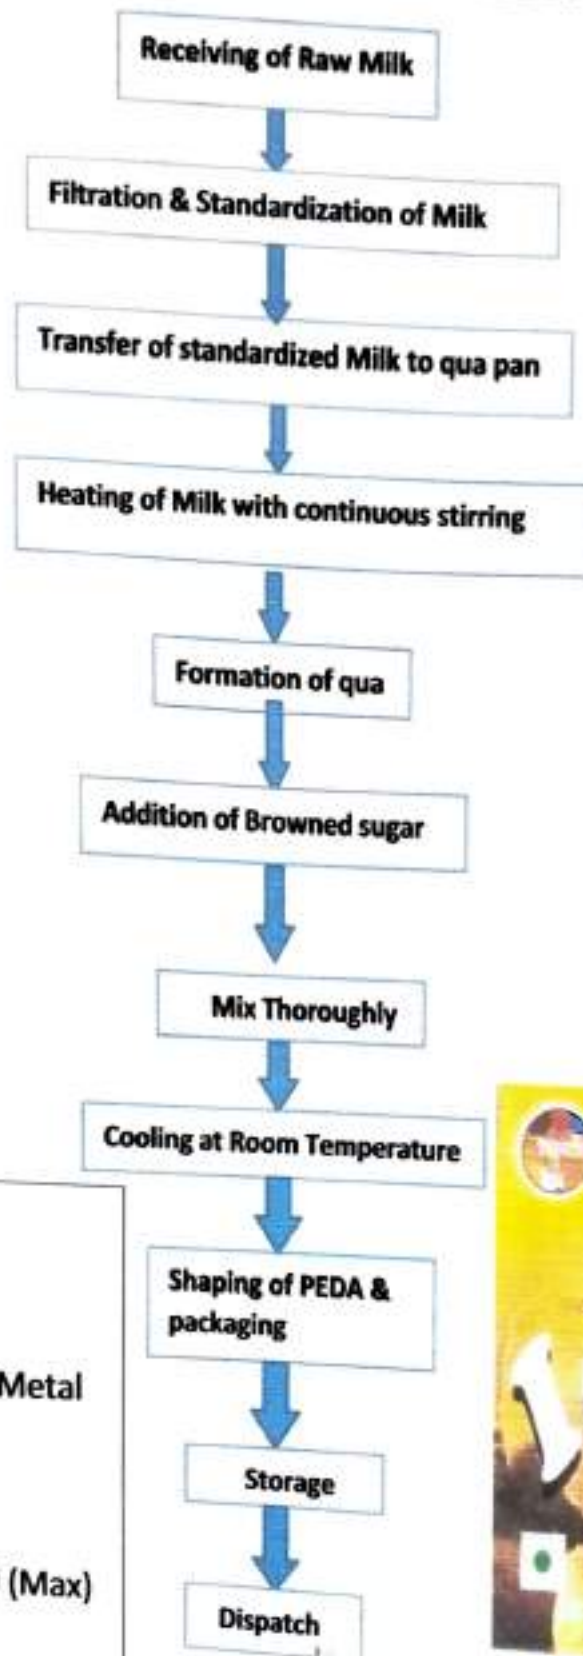 Receiving of Raw Milk
Filtration & Standardization of Milk
Transfer of standardized Milk to qua pan
Heating of Milk with continuous stirring
Formation of qua
Addition of Browned sugar
Mix Thoroughly
Cooling at Room Temperature
Shaping of PEDA &
packaging
Metal
Storage
(Max)
Dispatch